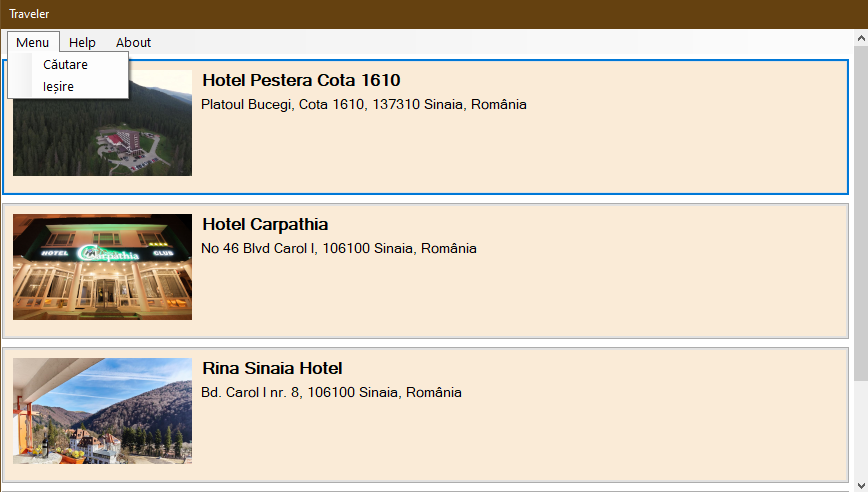 Traveler
Menu Help About
Căutare
Ieșire
Hotel Pestera Cota 1610
Platoul Bucegi, Cota 1610, 137310 Sinaia, România
Hotel Carpathia
No 46 Blvd Carol I, 106100 Sinaia, România
HOTEL Carpathia CLUB
Rina Sinaia Hotel
Bd. Carol I nr. 8, 106100 Sinaia, România